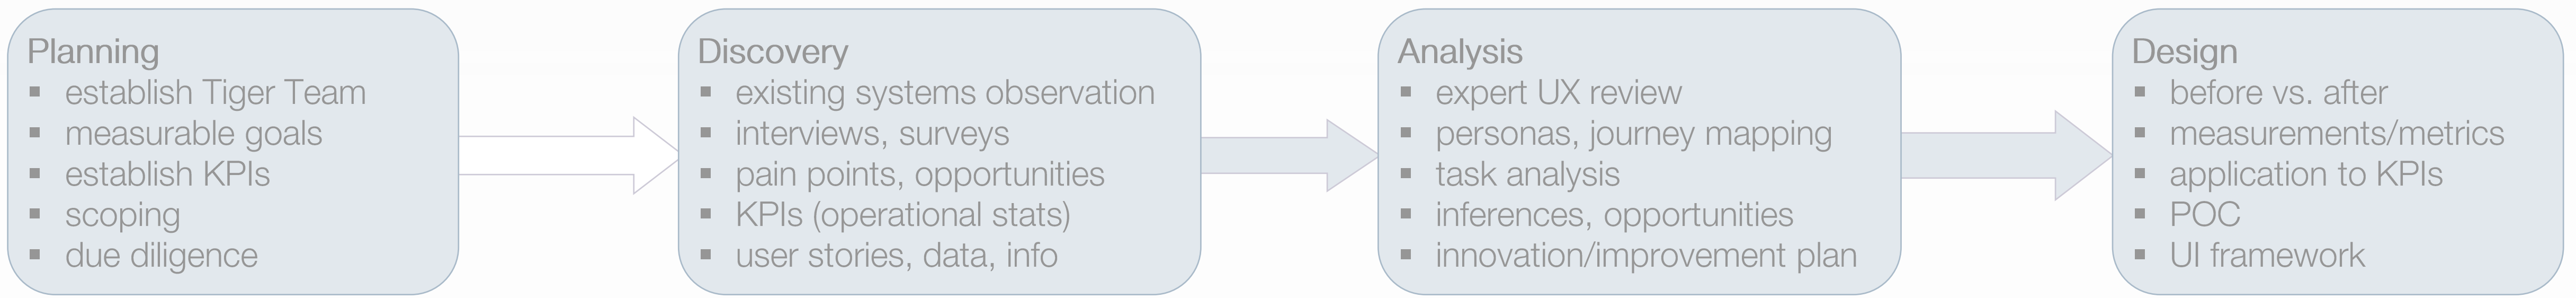 Planning
▪ establish Tiger Team
▪ measurable goals
▪ establish KPIs
▪ scoping
▪ due diligence
Discovery
▪ existing systems observation
▪ interviews, surveys
▪ pain points, opportunities
▪ KPIs (operational stats)
▪ user stories, data, info
Analysis
▪ expert UX review
▪ personas, journey mapping
▪ task analysis
▪ inferences, opportunities
▪ innovation/improvement plan
Design
▪ before vs. after
▪ measurements/metrics
▪ application to KPIs
▪ POC
▪ UI framework